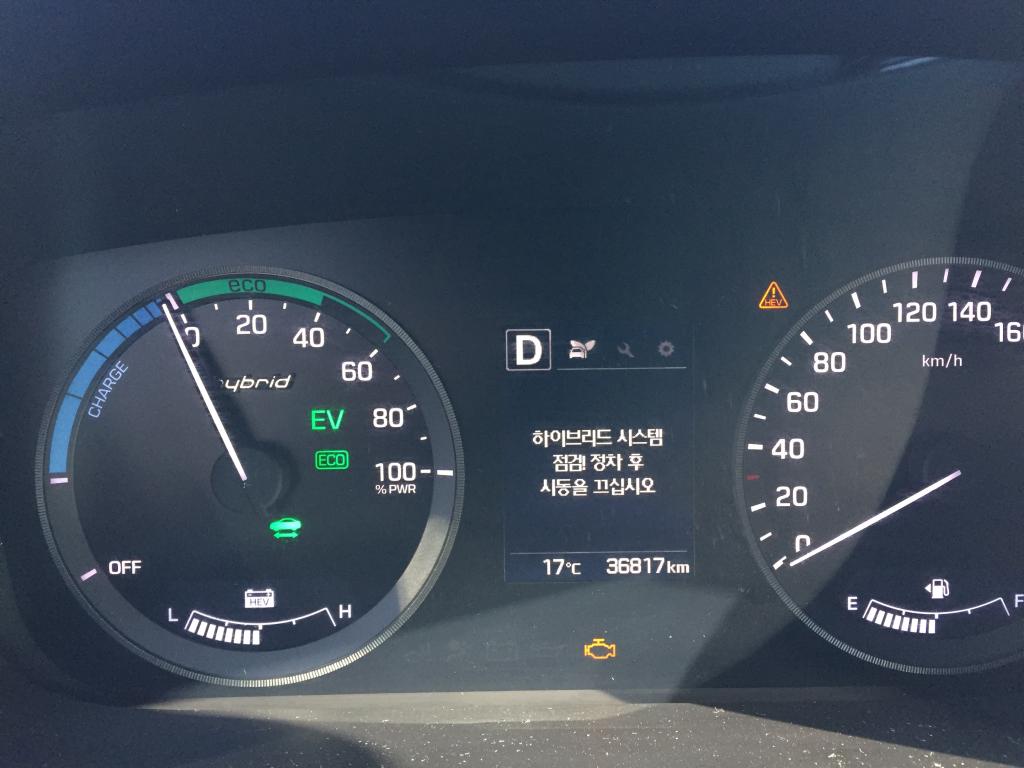 eco
0
20
40
60
80
100
% PWR
CHARGE
hybrid
EV
ECO
OFF
L
HEV
H
D
하이브리드 시스템
점검! 정차 후
시동을 끄십시오
17°C 36817km
HEV
0
20
40
60
80
100
120
140
160
km/h
E
F